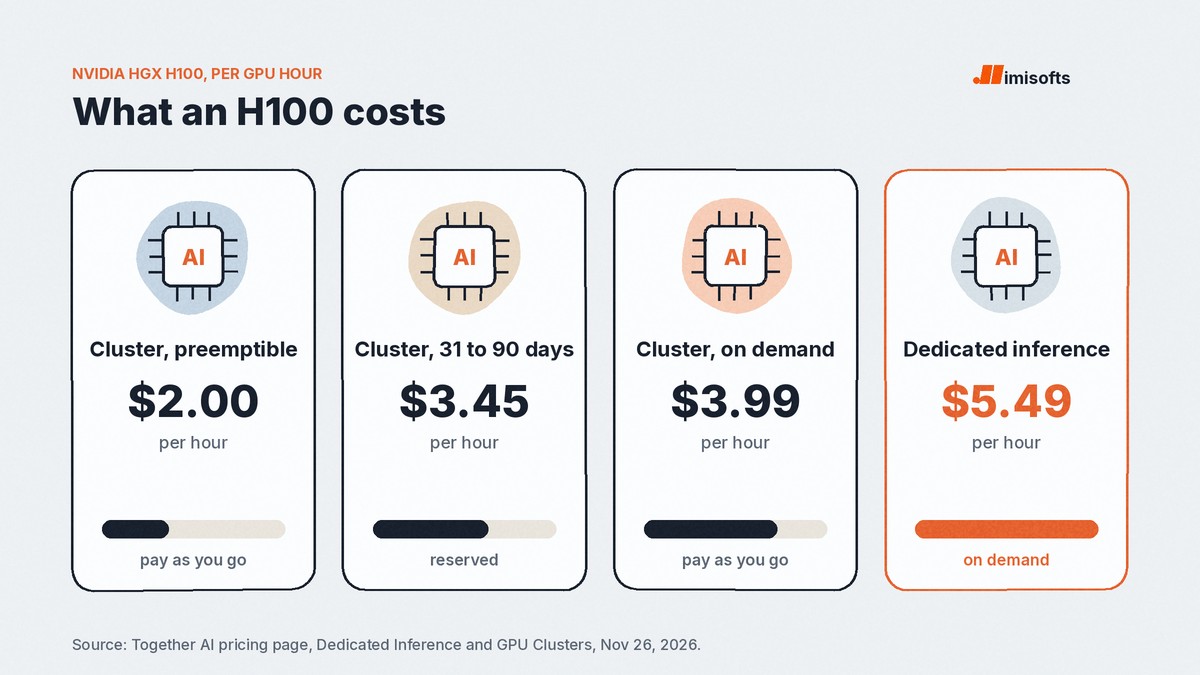 NVIDIA HGX H100, PER GPU HOUR
What an H100 costs
imisofts
AI
Cluster, preemptible
$2.00
per hour
pay as you go
AI
Cluster, 31 to 90 days
$3.45
per hour
reserved
AI
Cluster, on demand
$3.99
per hour
pay as you go
AI
Dedicated inference
$5.49
per hour
on demand
Source: Together AI pricing page, Dedicated Inference and GPU Clusters, Nov 26, 2026.